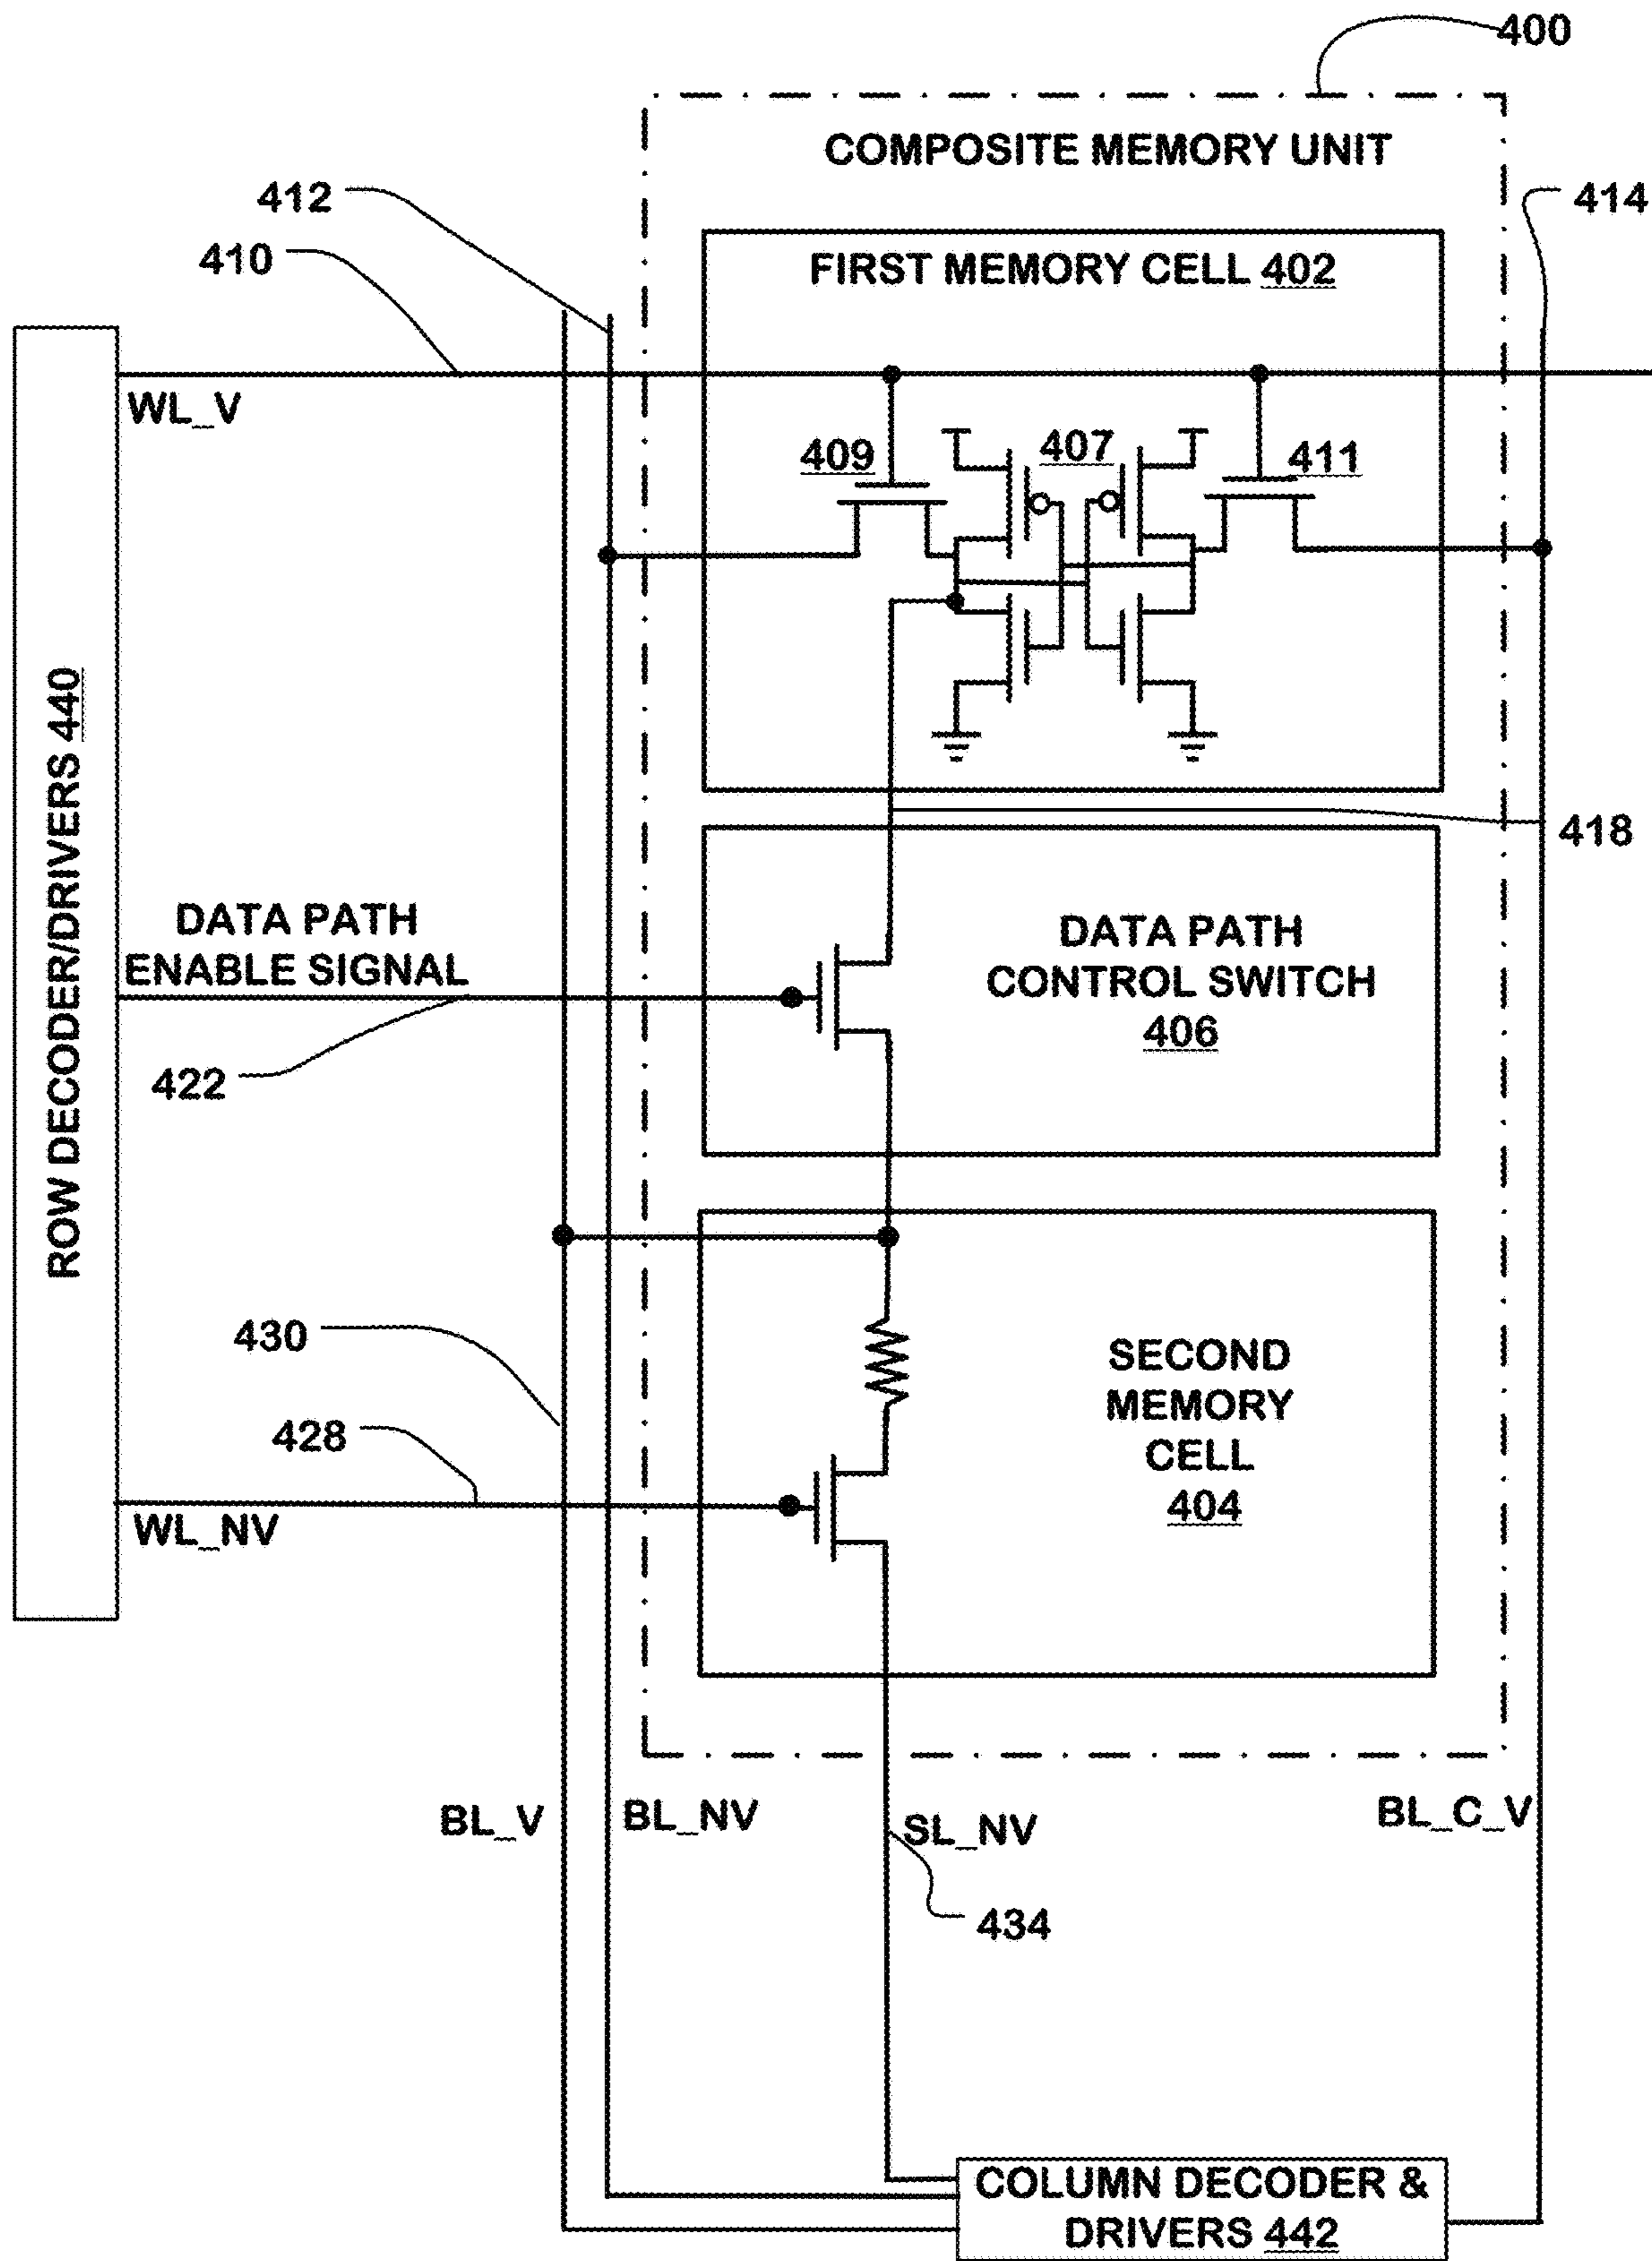 400
COMPOSITE MEMORY UNIT
412
414
410
FIRST MEMORY CELL 402
WL_V
409
407
411
418
ROW DECODER/DRIVERS 440
DATA PATH
ENABLE SIGNAL
422
DATA PATH
CONTROL SWITCH
406
430
428
SECOND
MEMORY
CELL
404
WL_NV
BL_V
BL_NV
SL_NV
BL_C_V
434
COLUMN DECODER &
DRIVERS 442